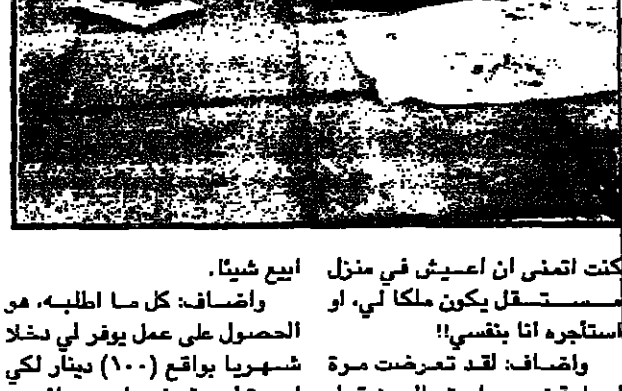 كنت اتمنى ان اعيش في منزل
مستقل يكون ملكا لي، او
استأجره انا بنفسي!!
واضاف: لقد تعرضت مرة
ابيع شيئا.
واضاف: كل ما اطلبه، هو
الحصول على عمل يوفر لي دخلا
شهريا بواقع (١٠٠) دينار لكي